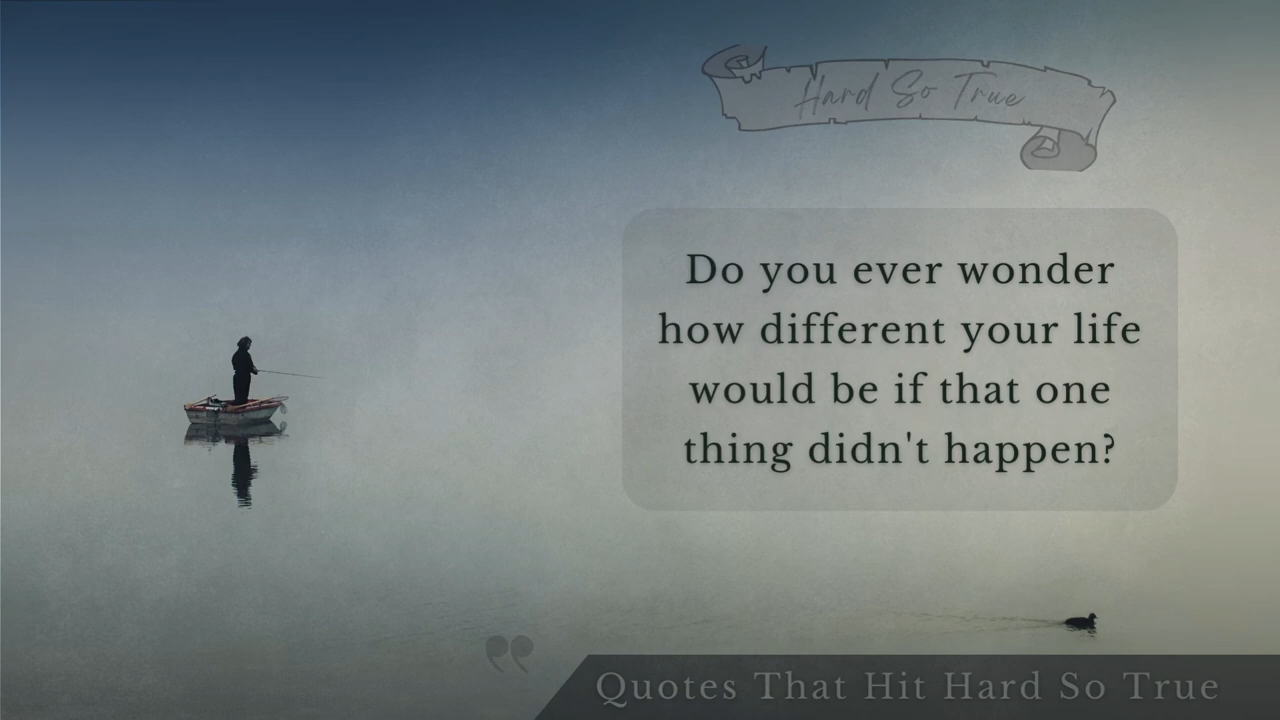 Hard So True
Do you ever wonder
how different your life
would be if that one
thing didn't happen?
”
Quotes That Hit Hard So True